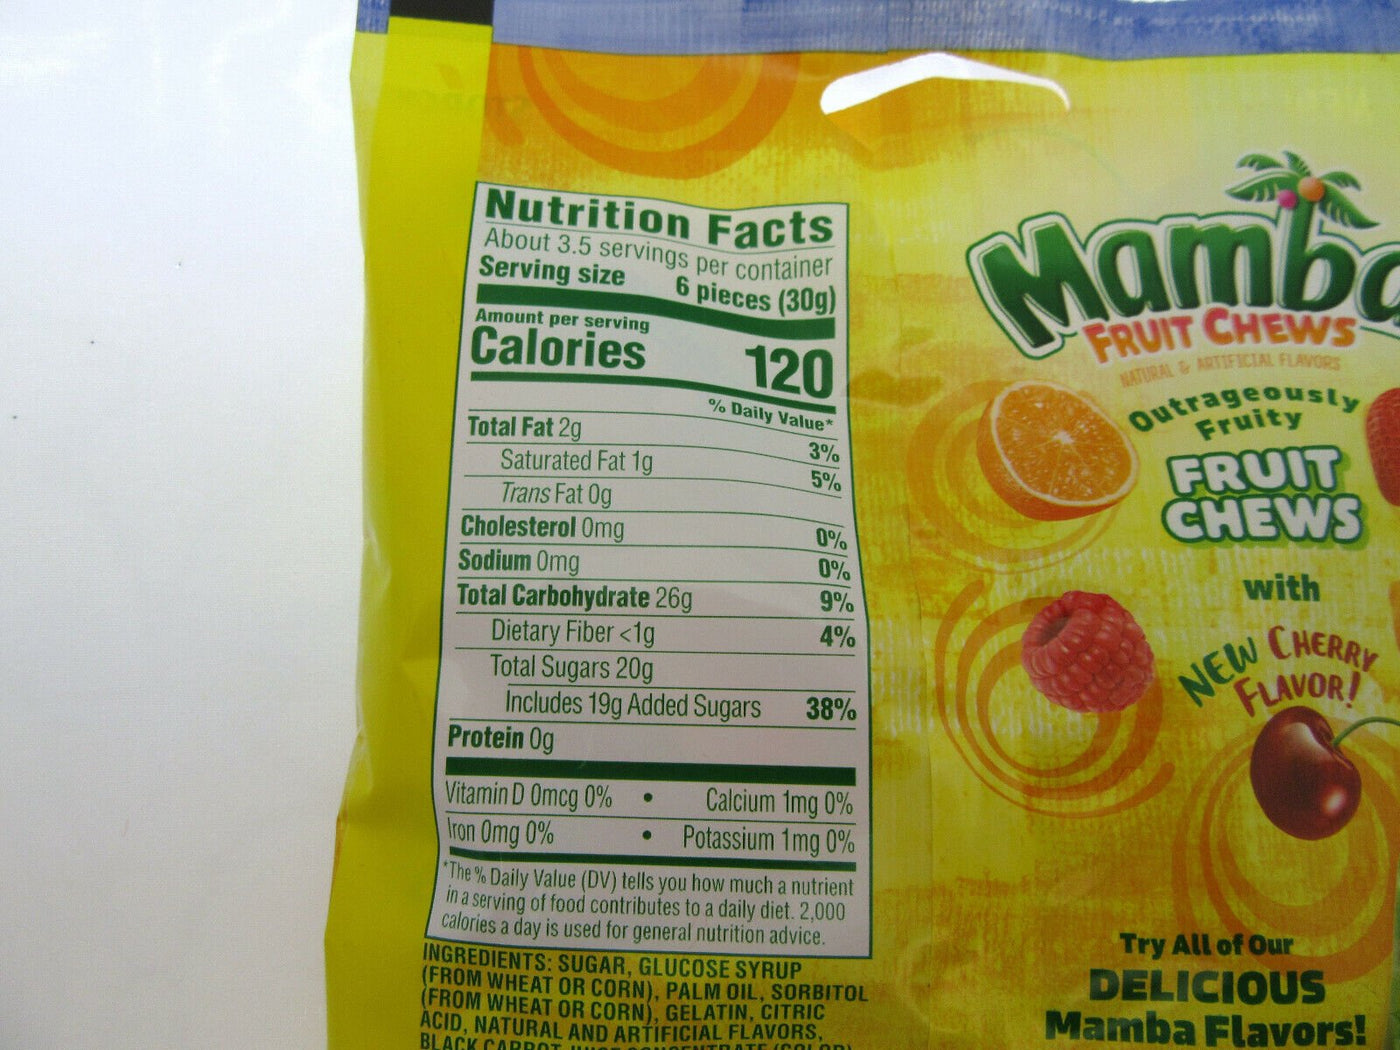 Nutrition Facts
About 3.5 servings per container
Serving size 6 pieces (30g)
Amount per serving
Calories 120
% Daily Value*
Total Fat 2g 3%
Saturated Fat 1g 5%
Trans Fat 0g
Cholesterol 0mg 0%
Sodium 0mg 0%
Total Carbohydrate 26g 9%
Dietary Fiber <1g 4%
Total Sugars 20g
Includes 19g Added Sugars 38%
Protein 0g
Vitamin D 0mcg 0% • Calcium 1mg 0%
Iron 0mg 0% • Potassium 1mg 0%
*The % Daily Value (DV) tells you how much a nutrient
in a serving of food contributes to a daily diet. 2,000
calories a day is used for general nutrition advice.
INGREDIENTS: SUGAR, GLUCOSE SYRUP
(FROM WHEAT OR CORN), PALM OIL, SORBITOL
(FROM WHEAT OR CORN), GELATIN, CITRIC
ACID, NATURAL AND ARTIFICIAL FLAVORS,
BLACK CARROT JUICE CONCENTRATE (COLOR)
Mamba
FRUIT CHEWS
NATURAL & ARTIFICIAL FLAVORS
Outrageously
Fruity
FRUIT
CHEWS
with
NEW CHERRY
FLAVOR!
Try All of Our
DELICIOUS
Mamba Flavors!